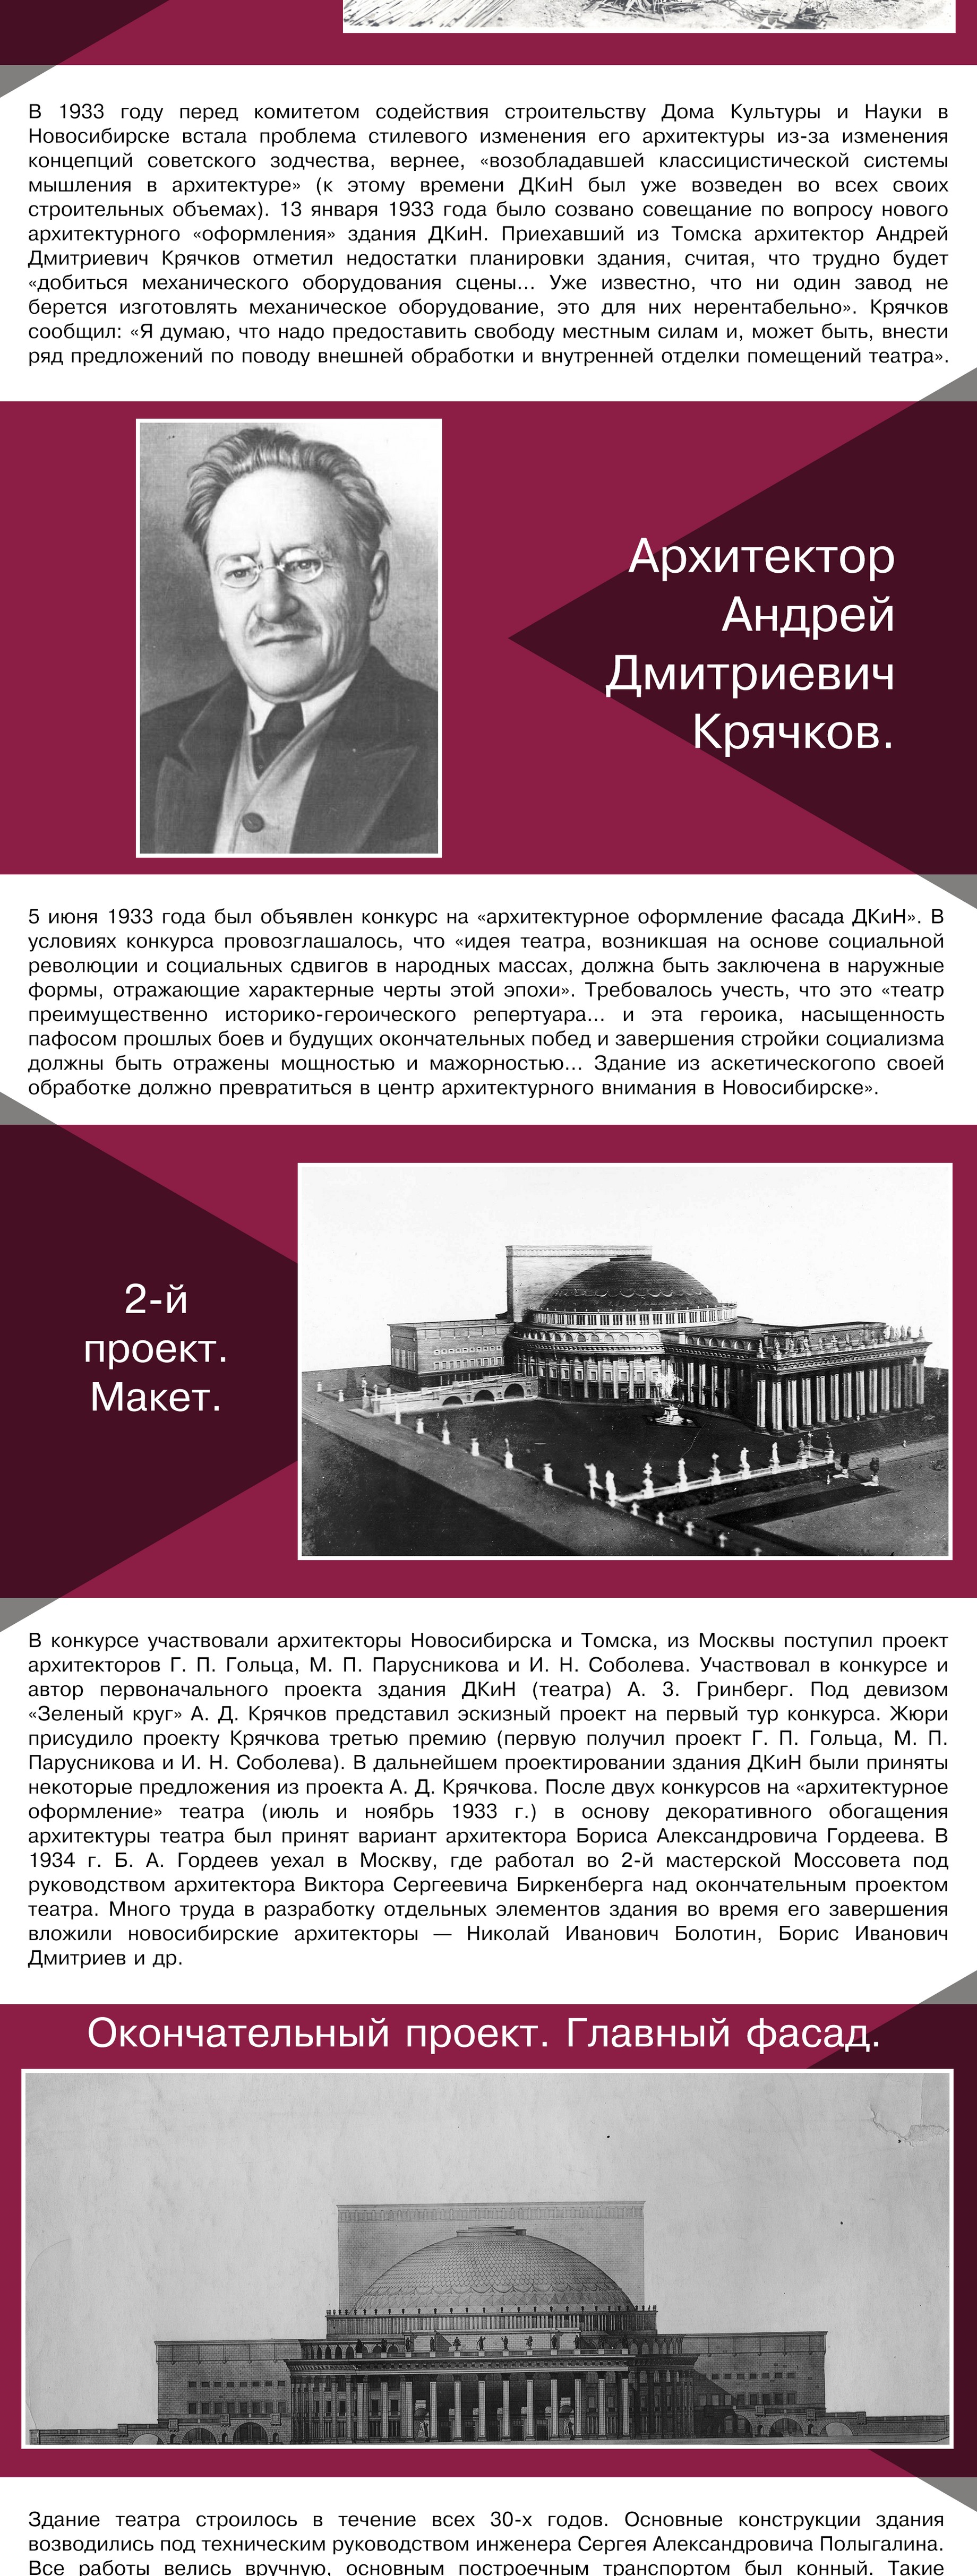 В 1933 году перед комитетом содействия строительству Дома Культуры и Науки в
Новосибирске встала проблема стилевого изменения его архитектуры из-за изменения
концепций советского зодчества, вернее, «возобладавшей классицистической системы
мышления в архитектуре» (к этому времени ДКиН был уже возведен во всех своих
строительных объемах). 13 января 1933 года было созвано совещание по вопросу нового
архитектурного «оформления» здания ДКиН. Приехавший из Томска архитектор Андрей
Дмитриевич Крячков отметил недостатки планировки здания, считая, что трудно будет
«добиться механического оборудования сцены... Уже известно, что ни один завод не
берется изготовлять механическое оборудование, это для них нерентабельно». Крячков
сообщил: «Я думаю, что надо предоставить свободу местным силам и, может быть, внести
ряд предложений по поводу внешней обработки и внутренней отделки помещений театра».
Архитектор
Андрей
Дмитриевич
Крячков.
5 июня 1933 года был объявлен конкурс на «архитектурное оформление фасада ДКиН». В
условиях конкурса провозглашалось, что «идея театра, возникшая на основе социальной
революции и социальных сдвигов в народных массах, должна быть заключена в наружные
формы, отражающие характерные черты этой эпохи». Требовалось учесть, что это «театр
преимущественно историко-героического репертуара... и эта героика, насыщенность
пафосом прошлых боев и будущих окончательных побед и завершения стройки социализма
должны быть отражены мощностью и мажорностью... Здание из аскетическогопо своей
обработке должно превратиться в центр архитектурного внимания в Новосибирске».
2-й
проект.
Макет.
В конкурсе участвовали архитекторы Новосибирска и Томска, из Москвы поступил проект
архитекторов Г. П. Гольца, М. П. Парусникова и И. Н. Соболева. Участвовал в конкурсе и
автор первоначального проекта здания ДКиН (театра) А. З. Гринберг. Под девизом
«Зеленый круг» А. Д. Крячков представил эскизный проект на первый тур конкурса. Жюри
присудило проекту Крячкова третью премию (первую получил проект Г. П. Гольца, М. П.
Парусникова и И. Н. Соболева). В дальнейшем проектировании здания ДКиН были приняты
некоторые предложения из проекта А. Д. Крячкова. После двух конкурсов на «архитектурное
оформление» театра (июль и ноябрь 1933 г.) в основу декоративного обогащения
архитектуры театра был принят вариант архитектора Бориса Александровича Гордеева. В
1934 г. Б. А. Гордеев уехал в Москву, где работал во 2-й мастерской Моссовета под
руководством архитектора Виктора Сергеевича Биркенберга над окончательным проектом
театра. Много труда в разработку отдельных элементов здания во время его завершения
вложили новосибирские архитекторы — Николай Иванович Болотин, Борис Иванович
Дмитриев и др.
Окончательный проект. Главный фасад.
Здание театра строилось в течение всех 30-х годов. Основные конструкции здания
возводились под техническим руководством инженера Сергея Александровича Полыгалина.
Все работы велись вручную, основным построечным транспортом был конный. Такие